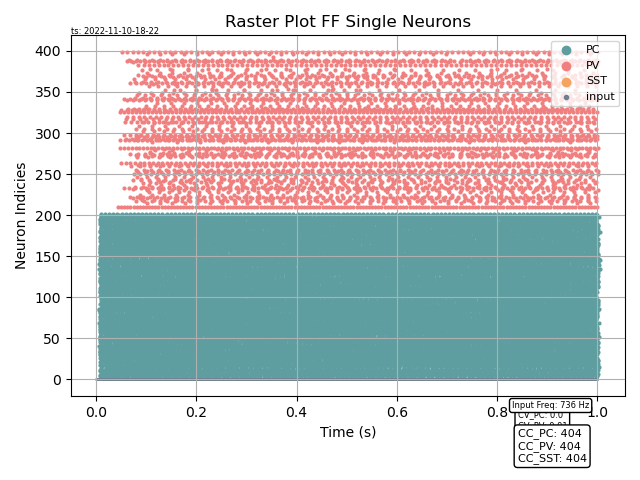 Raster Plot FF Single Neurons
ts: 2022-11-10-18-22
400
350
300
250
200
150
100
50
0
Neuron Indicies
PC
PV
SST
input
0.0
0.2
0.4
0.6
0.8
1.0
Time (s)
Input Freq: 736 Hz
CV_PC: 0.0
CC_PC: 404
CC_PV: 404
CC_SST: 404